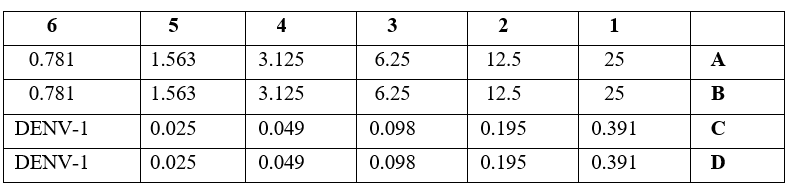 6 5 4 3 2 1
0.781 1.563 3.125 6.25 12.5 25 A
0.781 1.563 3.125 6.25 12.5 25 B
DENV-1 0.025 0.049 0.098 0.195 0.391 C
DENV-1 0.025 0.049 0.098 0.195 0.391 D